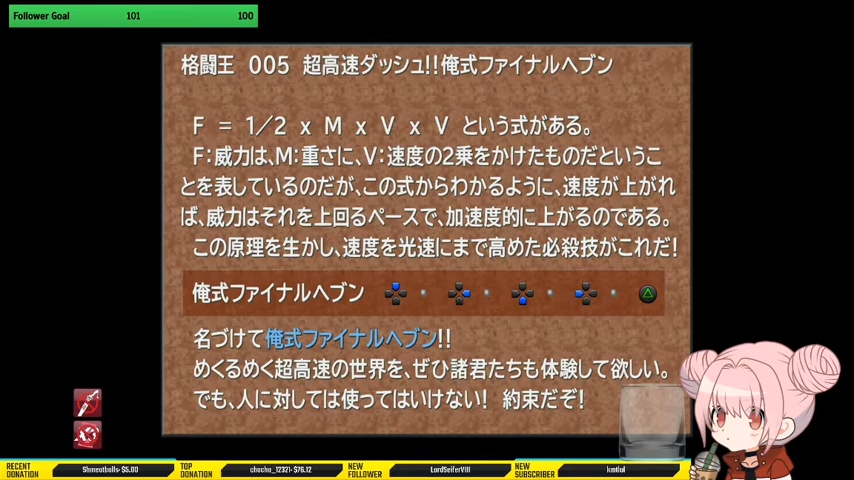 Follower Goal 101 100
格闘王 005 超高速ダッシュ!!俺式ファイナルヘブン
F = 1/2 x M x V x V という式がある。
F:威力は、M:重さに、V:速度の2乗をかけたものだというこ
とを表しているのだが、この式からわかるように、速度が上がれ
ば、威力はそれを上回るペースで、加速度的に上がるのである。
この原理を生かし、速度を光速にまで高めた必殺技がこれだ!
俺式ファイナルヘブン
名づけて俺式ファイナルヘブン!!
めくるめく超高速の世界を、ぜひ諸君たちも体験して欲しい。
でも、人に対しては使ってはいけない! 約束だぞ!
RECENT DONATION Shmeatballs: $5.00 TOP DONATION chachu_12321: $76.12 NEW FOLLOWER LordSeiferVIII NEW SUBSCRIBER